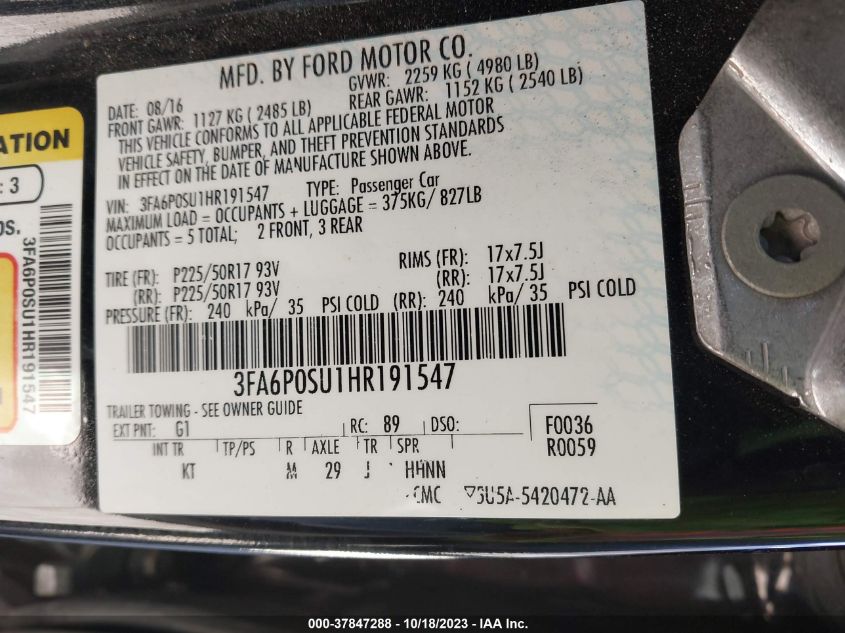 MFD. BY FORD MOTOR CO.
DATE: 08/16 GVWR: 2259 KG ( 4980 LB)
FRONT GAWR: 1127 KG ( 2485 LB) REAR GAWR: 1152 KG ( 2540 LB)
THIS VEHICLE CONFORMS TO ALL APPLICABLE FEDERAL MOTOR
VEHICLE SAFETY, BUMPER, AND THEFT PREVENTION STANDARDS
IN EFFECT ON THE DATE OF MANUFACTURE SHOWN ABOVE.
VIN: 3FA6P0SU1HR191547 TYPE: Passenger Car
MAXIMUM LOAD = OCCUPANTS + LUGGAGE = 375KG/ 827LB
OCCUPANTS = 5 TOTAL; 2 FRONT, 3 REAR
TIRE (FR): P225/50R17 93V RIMS (FR): 17x7.5J
(RR): P225/50R17 93V (RR): 17x7.5J
PRESSURE (FR): 240 kPa/ 35 PSI COLD (RR): 240 kPa/ 35 PSI COLD
3FA6P0SU1HR191547
TRAILER TOWING - SEE OWNER GUIDE
EXT PNT: G1 RC: 89 DSO: F0036
R0059
INT TR TP/PS R AXLE TR SPR
KT M 29 J HHNN
5U5A-5420472-AA
ATION
: 3
3FA6P0SU1HR191547
000-37847288 - 10/18/2023 - IAA Inc.